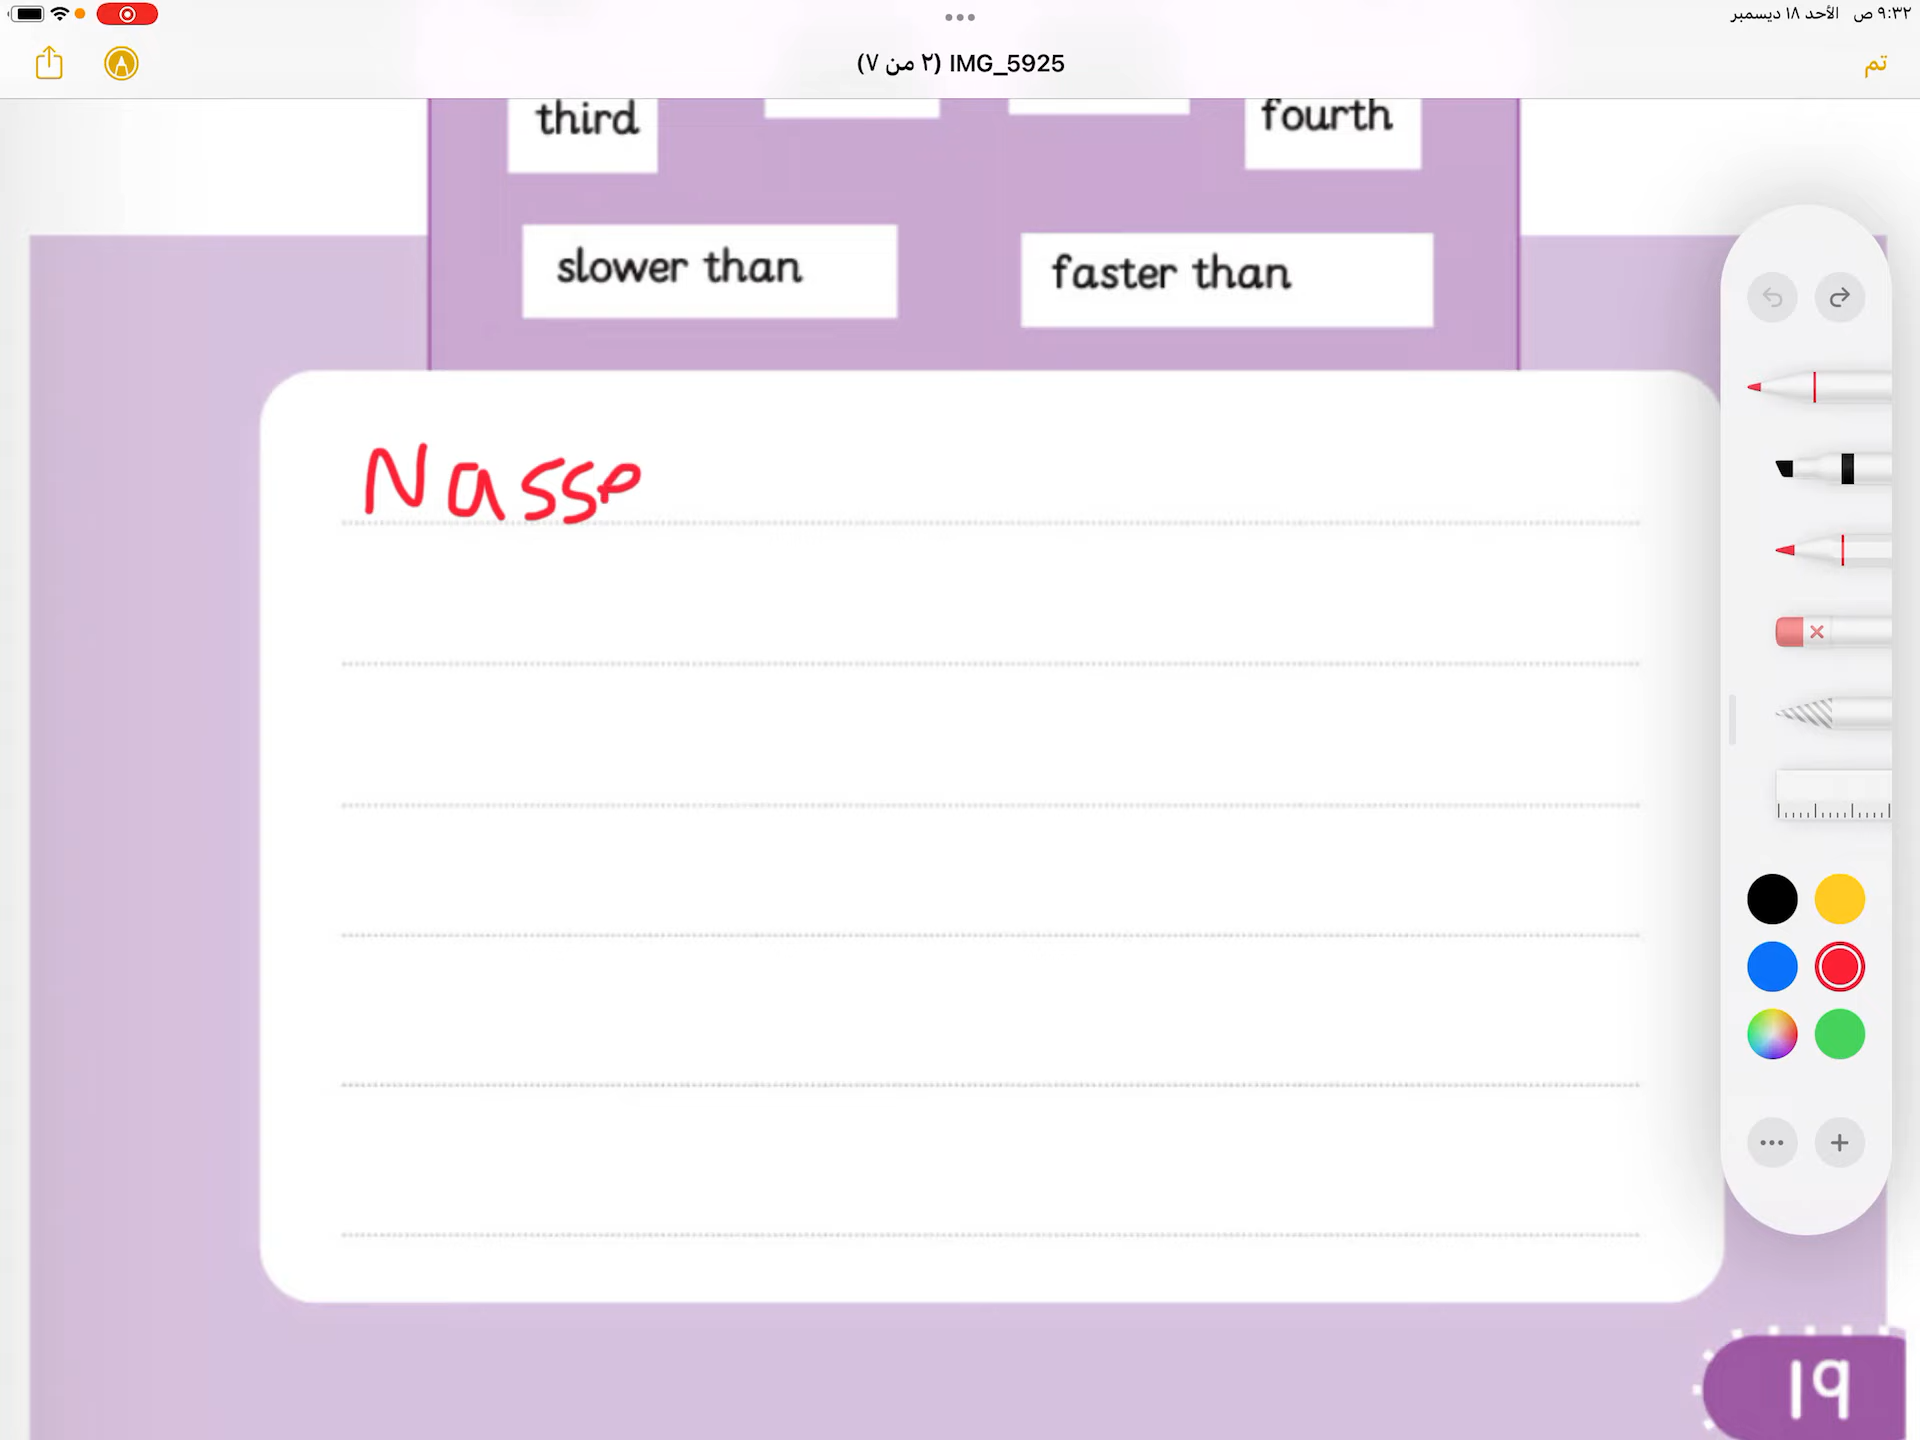 ٩:٣٢ ص الأحد ١٨ ديسمبر
IMG_5925 (٢ من ٧)
تم
third
fourth
slower than
faster than
Nasse
١٩